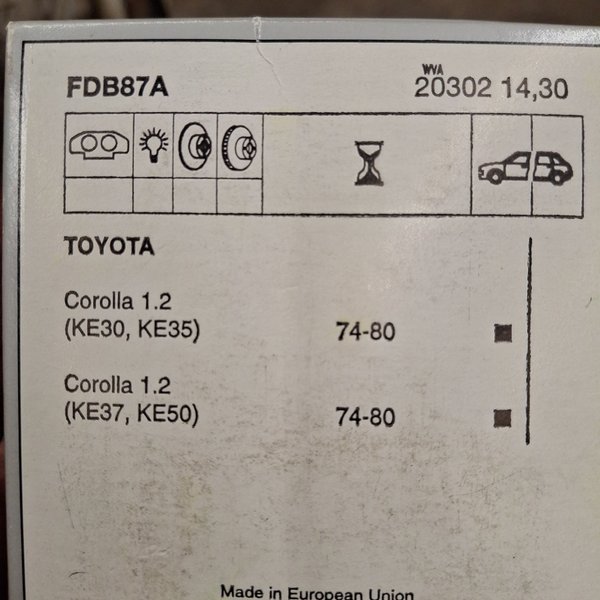 FDB87A
WVA
20302 14,30
TOYOTA
Corolla 1.2
(KE30, KE35) 74-80
Corolla 1.2
(KE37, KE50) 74-80
Made in European Union